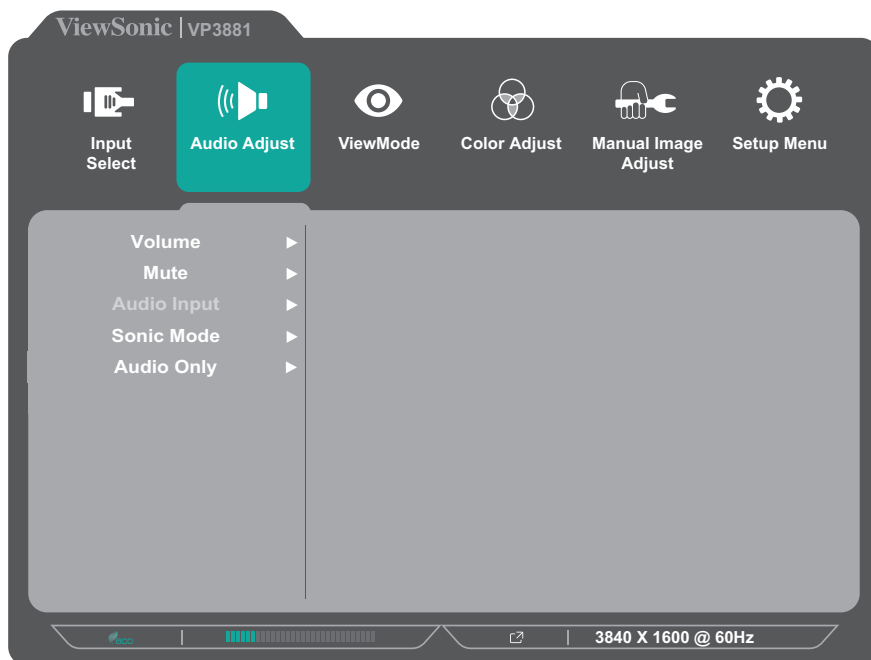 ViewSonic | VP3881
Input Select
Audio Adjust
ViewMode
Color Adjust
Manual Image Adjust
Setup Menu
Volume
Mute
Audio Input
Sonic Mode
Audio Only
eco
3840 X 1600 @ 60Hz